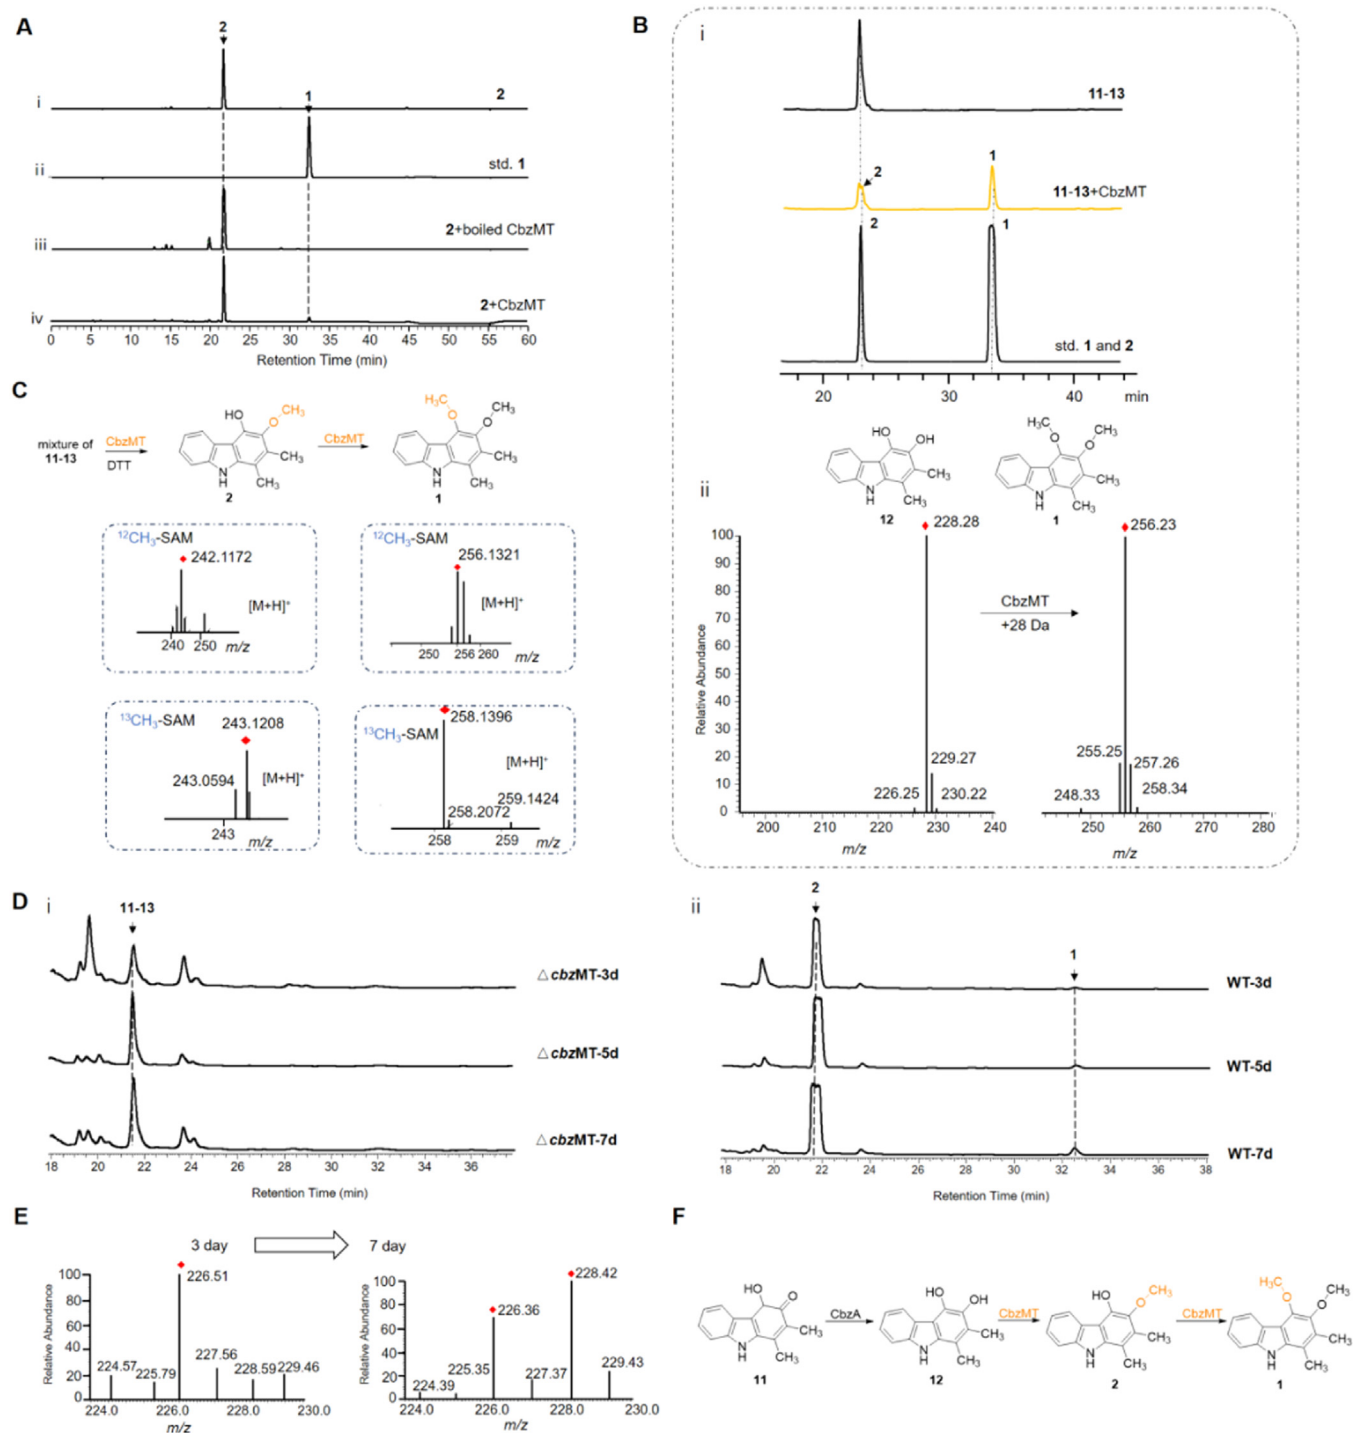 A
2
i
2
1
ii
std. 1
iii
2+boiled CbzMT
iv
2+CbzMT
0 5 10 15 20 25 30 35 40 45 50 55 60
Retention Time (min)
B
i
11-13
2
1
11-13+CbzMT
2
1
std. 1 and 2
20 30 40 min
HO
OH
CH₃
N
H
CH₃
12
H₃C
O
CH₃
O
CH₃
N
H
CH₃
1
ii
228.28
256.23
100
90
80
70
60
50
40
30
20
10
0
Relative Abundance
CbzMT
+28 Da
226.25
229.27
230.22
248.33
255.25
257.26
258.34
200 210 220 230 240
m/z
250 260 270 280
m/z
C
mixture of
11-13
CbzMT
DTT
HO
O
CH₃
CH₃
N
H
CH₃
2
CbzMT
H₃C
O
CH₃
O
CH₃
N
H
CH₃
1
¹²CH₃-SAM
242.1172
[M+H]⁺
240 250 m/z
¹²CH₃-SAM
256.1321
[M+H]⁺
250 256 260
m/z
¹³CH₃-SAM
243.1208
243.0594
[M+H]⁺
243
m/z
¹³CH₃-SAM
258.1396
[M+H]⁺
258.2072
259.1424
258 259 m/z
D
i
11-13
△cbzMT-3d
△cbzMT-5d
△cbzMT-7d
18 20 22 24 26 28 30 32 34 36
Retention Time (min)
ii
2
1
WT-3d
WT-5d
WT-7d
18 20 22 24 26 28 30 32 34 36 38
Retention Time (min)
E
3 day
7 day
226.51
100
80
60
40
20
0
Relative Abundance
224.57
225.79
227.56
228.59
229.46
224.0 226.0 228.0 230.0
m/z
228.42
226.36
100
80
60
40
20
0
Relative Abundance
224.39
225.35
227.37
229.43
224.0 226.0 228.0 230.0
m/z
F
HO
O
CH₃
N
H
CH₃
11
CbzA
HO
OH
CH₃
N
H
CH₃
12
CbzMT
HO
O
CH₃
CH₃
N
H
CH₃
2
CbzMT
H₃C
O
CH₃
O
CH₃
N
H
CH₃
1